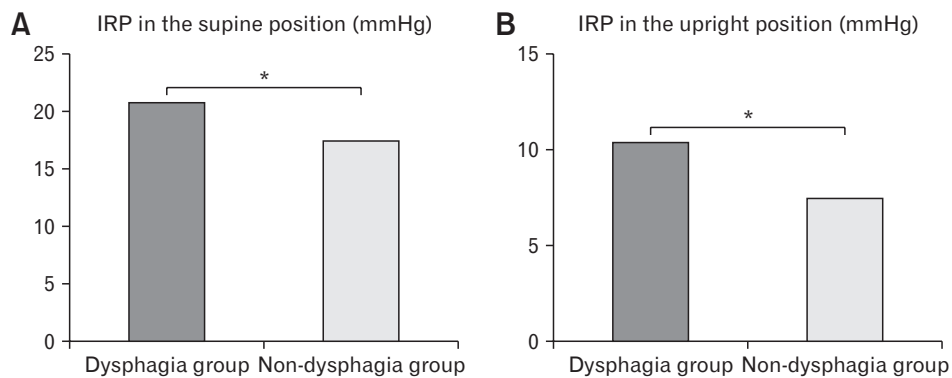 A
IRP in the supine position (mmHg)
25
20
15
10
5
0
*
Dysphagia group
Non-dysphagia group
B
IRP in the upright position (mmHg)
15
10
5
0
*
Dysphagia group
Non-dysphagia group